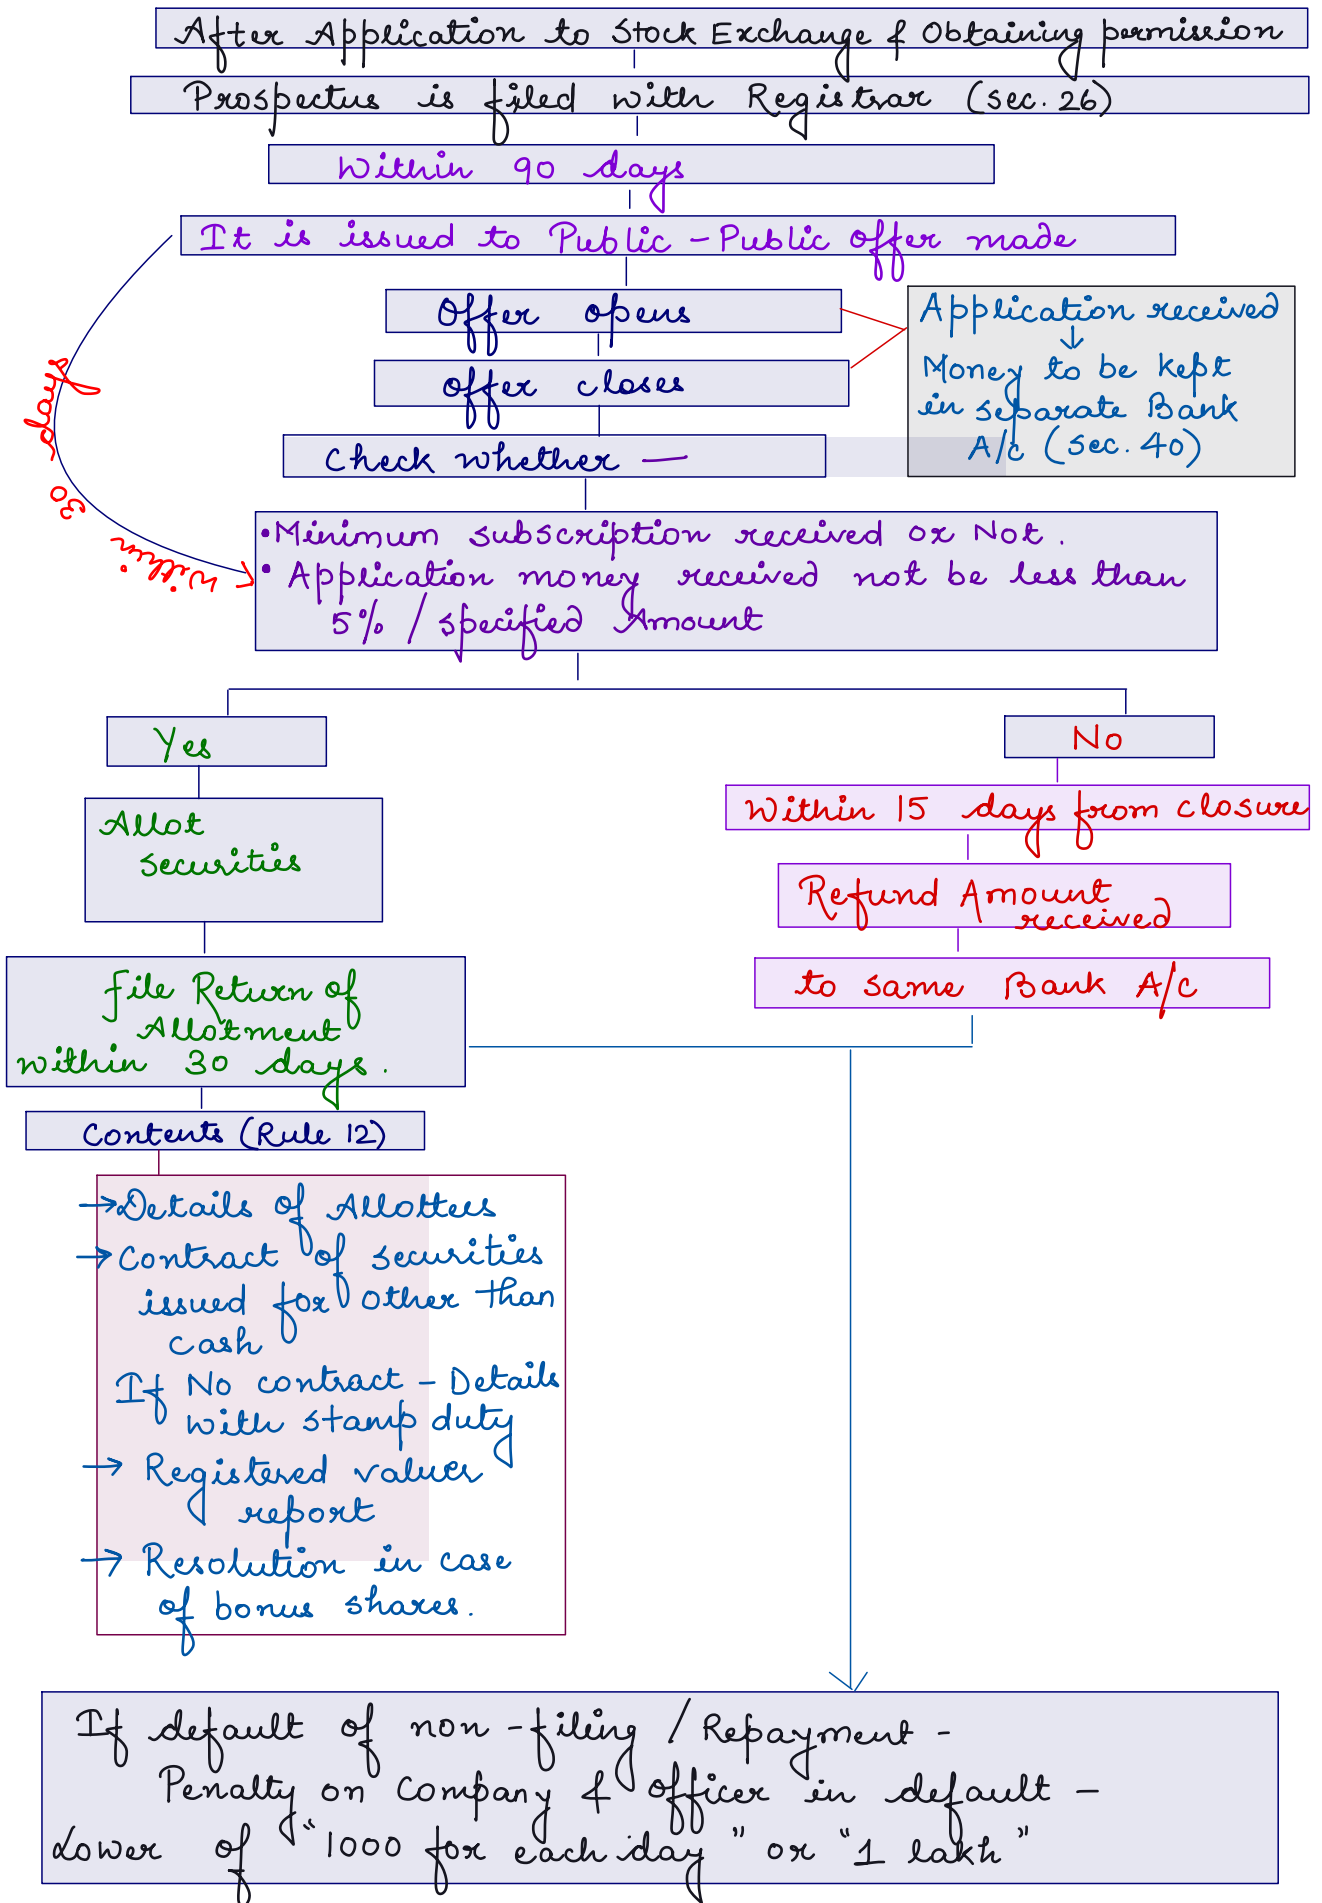 After Application to Stock Exchange & Obtaining permission
Prospectus is filed with Registrar (Sec. 26)
Within 90 days
It is issued to Public - Public offer made
Offer opens
Offer closes
Application received
↓
Money to be kept
in separate Bank
A/c (Sec. 40)
Check whether —
within 30 days
• Minimum subscription received or Not.
• Application money received not be less than
5% / specified Amount
Yes
No
Allot
Securities
Within 15 days from closure
Refund Amount
received
to same Bank A/c
File Return of
Allotment
within 30 days.
Contents (Rule 12)
→ Details of Allottees
→ Contract of securities
issued for other than
cash
If No contract - Details
with stamp duty
→ Registered valuer
report
→ Resolution in case
of bonus shares.
If default of non-filing / Repayment -
Penalty on Company & officer in default -
Lower of "1000 for each day" or "1 lakh"